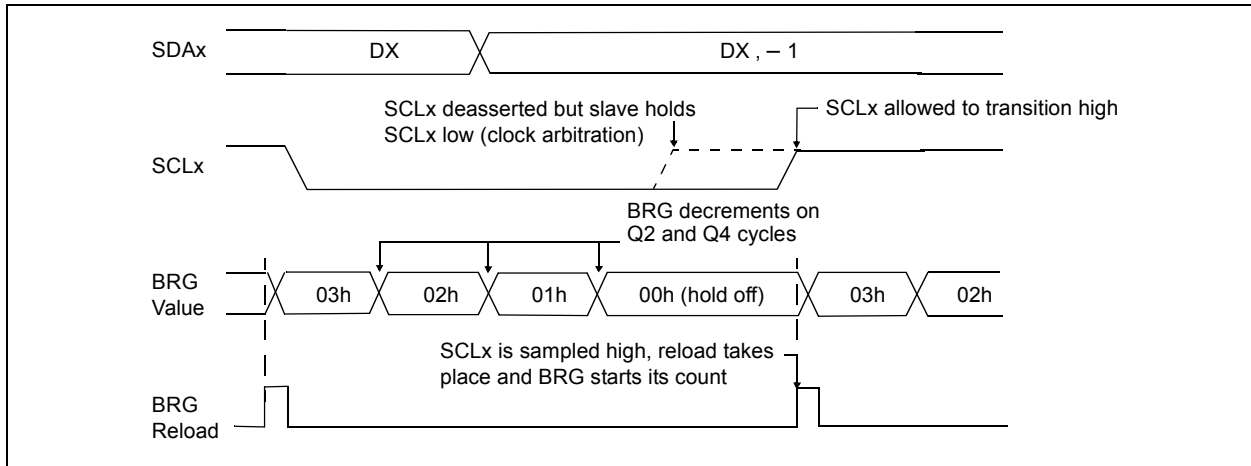 SDAx
DX
DX , – 1
SCLx deasserted but slave holds
SCLx low (clock arbitration)
SCLx allowed to transition high
SCLx
BRG decrements on
Q2 and Q4 cycles
BRG
Value
03h
02h
01h
00h (hold off)
03h
02h
SCLx is sampled high, reload takes
place and BRG starts its count
BRG
Reload